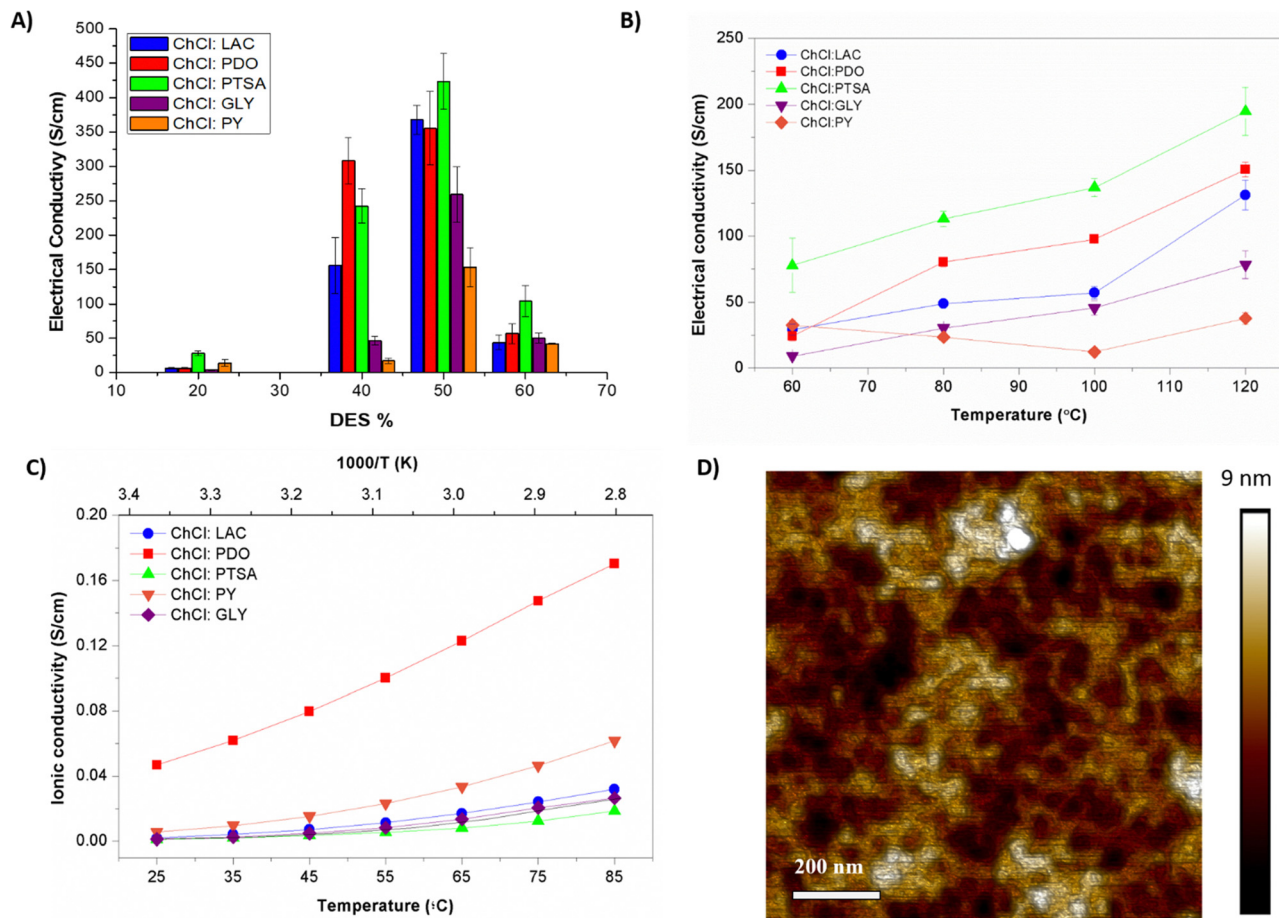 A)
Electrical Conductivy (S/cm)
500
450
400
350
300
250
200
150
100
50
0
ChCl: LAC
ChCl: PDO
ChCl: PTSA
ChCl: GLY
ChCl: PY
10 20 30 40 50 60 70
DES %
B)
Electrical conductivity (S/cm)
250
200
150
100
50
0
ChCl:LAC
ChCl:PDO
ChCl:PTSA
ChCl:GLY
ChCl:PY
60 70 80 90 100 110 120
Temperature (°C)
C)
1000/T (K)
3.4 3.3 3.2 3.1 3.0 2.9 2.8
Ionic conductivity (S/cm)
0.20
0.16
0.12
0.08
0.04
0.00
ChCl: LAC
ChCl: PDO
ChCl: PTSA
ChCl: PY
ChCl: GLY
25 35 45 55 65 75 85
Temperature (°C)
D)
9 nm
200 nm